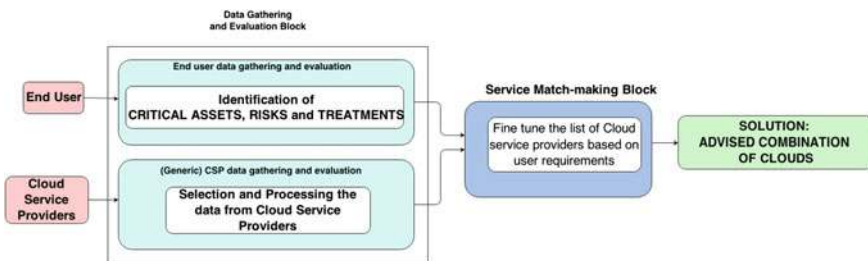 Data Gathering
and Evaluation Block
End user data gathering and evaluation
End User
Identification of
CRITICAL ASSETS, RISKS and TREATMENTS
Service Match-making Block
Fine tune the list of Cloud
service providers based on
user requirements
SOLUTION:
ADVISED COMBINATION
OF CLOUDS
(Generic) CSP data gathering and evaluation
Cloud
Service
Providers
Selection and Processing the
data from Cloud Service
Providers